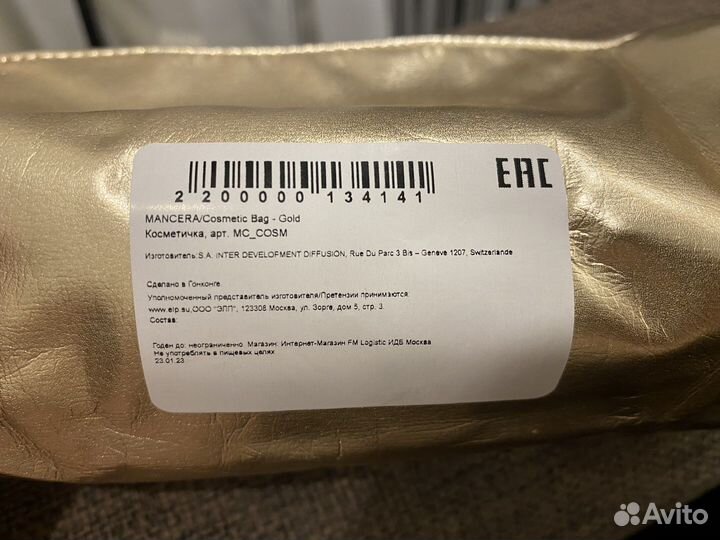 EAC
2 200000 134141
MANCERA/Cosmetic Bag - Gold
Косметичка, арт. MC_COSM
Изготовитель:S.A. INTER DEVELOPMENT DIFFUSION, Rue Du Parc 3 Bis – Geneve 1207, Switzerlande
Сделано в Гонконге
Уполномоченный представитель изготовителя/Претензии принимаются:
www.elp.su,ООО "ЭЛП", 123308 Москва, ул. Зорге, дом 5, стр. 3.
Состав:
Годен до: неограниченно. Магазин: Интернет-Магазин FM Logistic ИДБ Москва
Не употреблять в пищевых целях
23.01.23
Avito